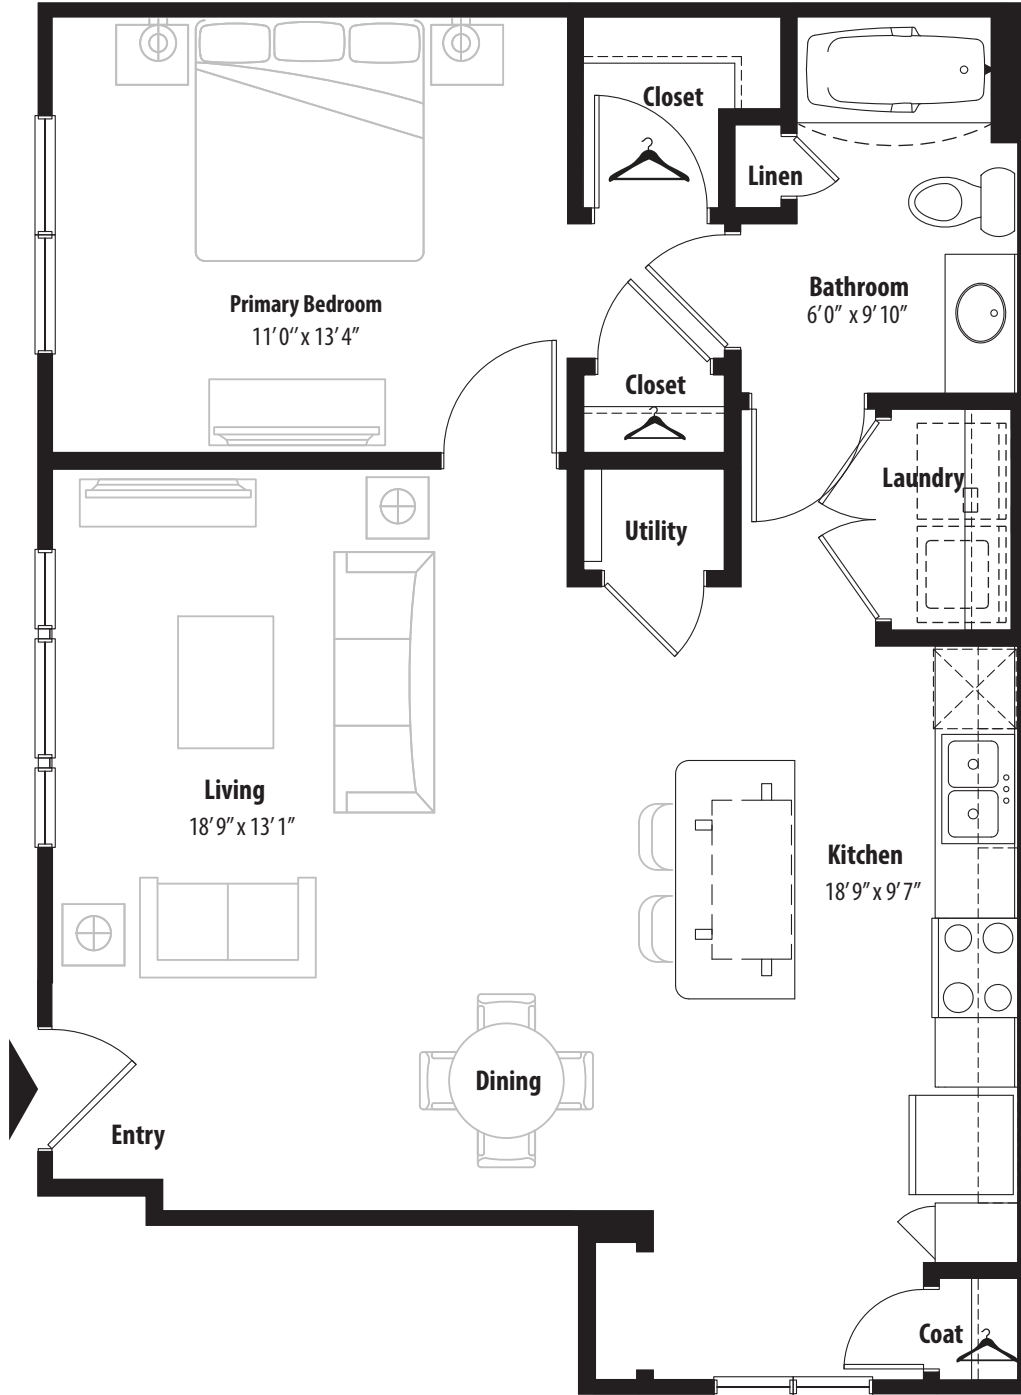 Closet
Linen
Bathroom
6’0” x 9’10”
Primary Bedroom
11’0” x 13’4”
Closet
Laundry
Utility
Living
18’9” x 13’1”
Kitchen
18’9” x 9’7”
Dining
Entry
Coat